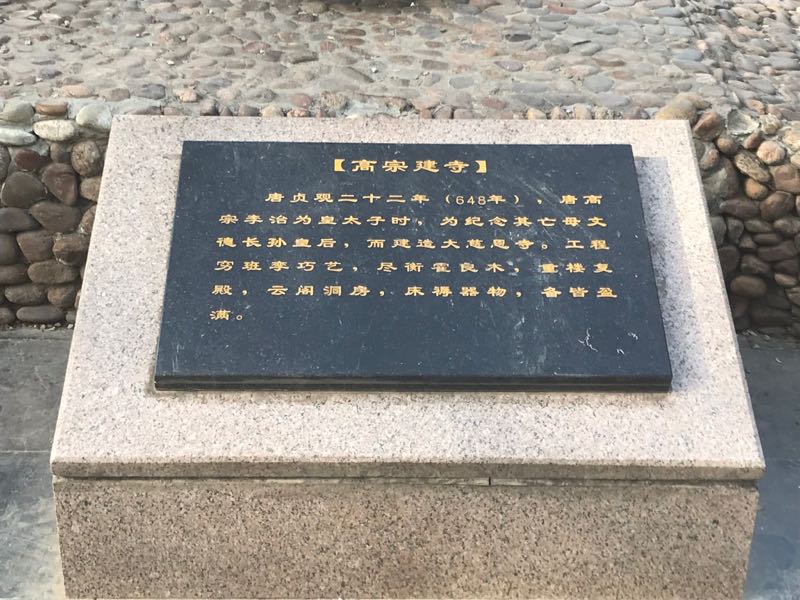 【高宗建寺】
唐贞观二十二年（648年），唐高
宗李治为皇太子时，为纪念其亡母文
德长孙皇后，而建造大慈恩寺。工程
穷班李巧艺，尽衡霍良木，重楼复
殿，云阁洞房，床褥器物，备皆盈
满。